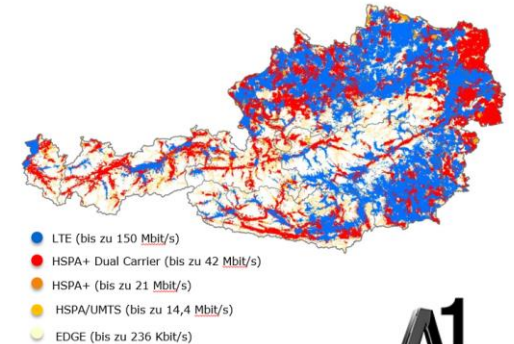 LTE (bis zu 150 Mbit/s)
HSPA+ Dual Carrier (bis zu 42 Mbit/s)
HSPA+ (bis zu 21 Mbit/s)
HSPA/UMTS (bis zu 14,4 Mbit/s)
EDGE (bis zu 236 Kbit/s)
A1